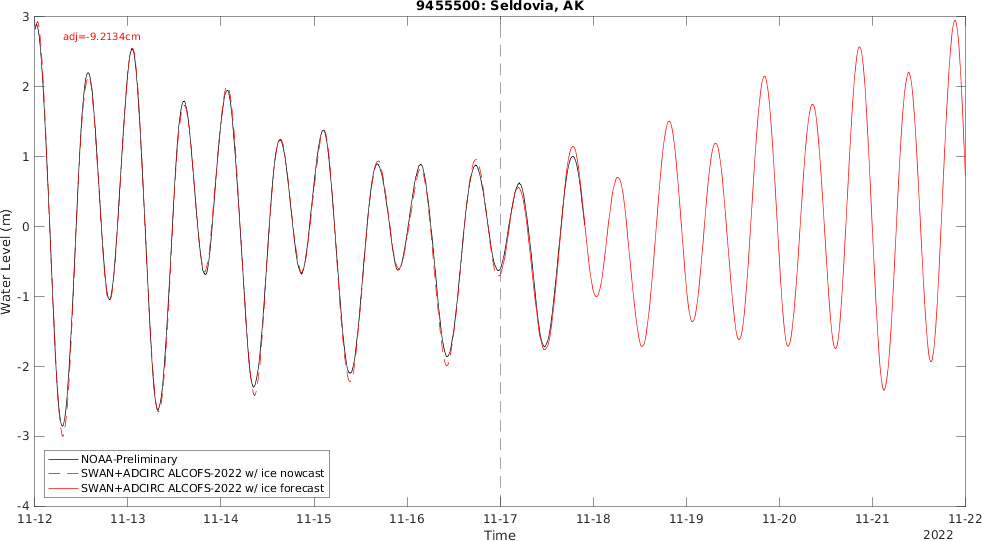 9455500: Seldovia, AK
adj=-9.2134cm
Water Level (m)
3
2
1
0
-1
-2
-3
-4
NOAA-Preliminary
SWAN+ADCIRC ALCOFS-2022 w/ ice nowcast
SWAN+ADCIRC ALCOFS-2022 w/ ice forecast
11-12 11-13 11-14 11-15 11-16 11-17 11-18 11-19 11-20 11-21 11-22
Time
2022